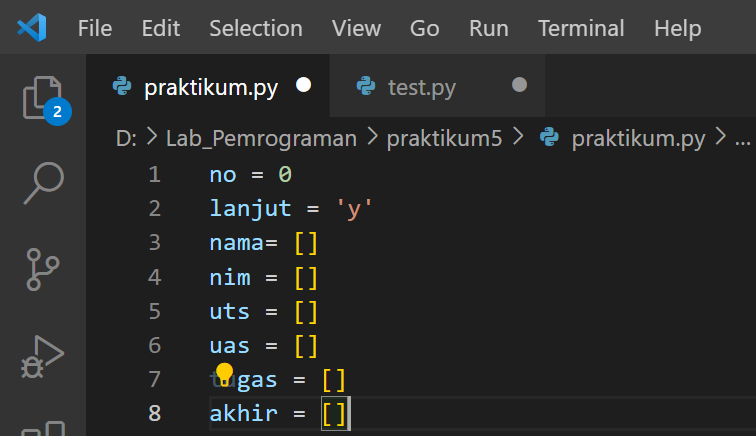 File Edit Selection View Go Run Terminal Help
praktikum.py test.py
D: > Lab_Pemrograman > praktikum5 > praktikum.py > ...
2
1 no = 0
2 lanjut = 'y'
3 nama= []
4 nim = []
5 uts = []
6 uas = []
7 tugas = []
8 akhir = []